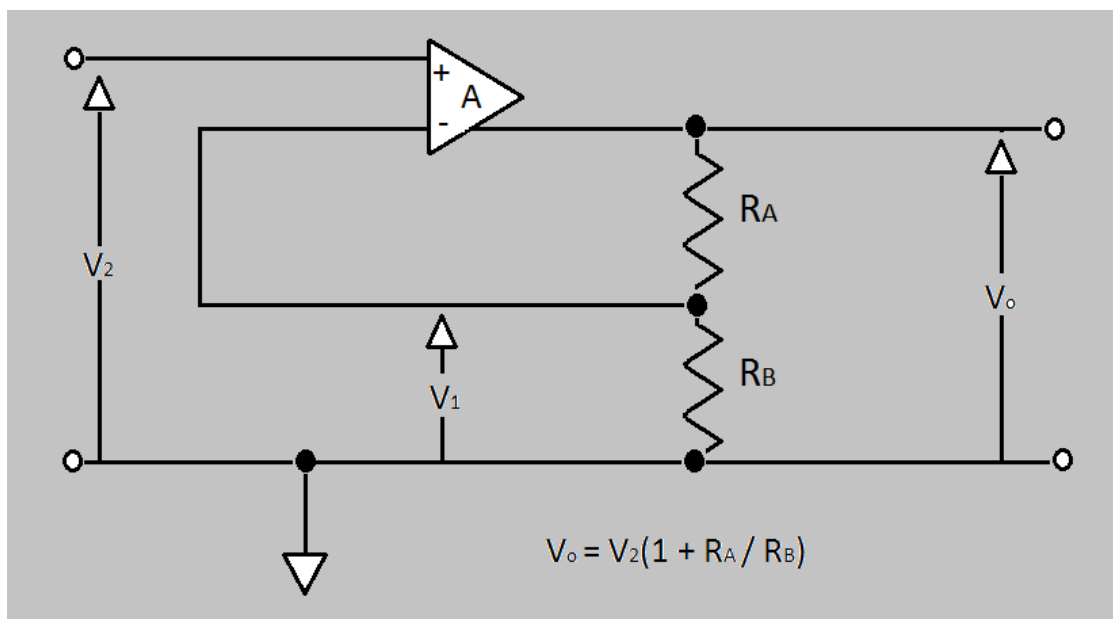 +
A
-
RA
V2
Vo
RB
V1
Vo = V2(1 + RA / RB)